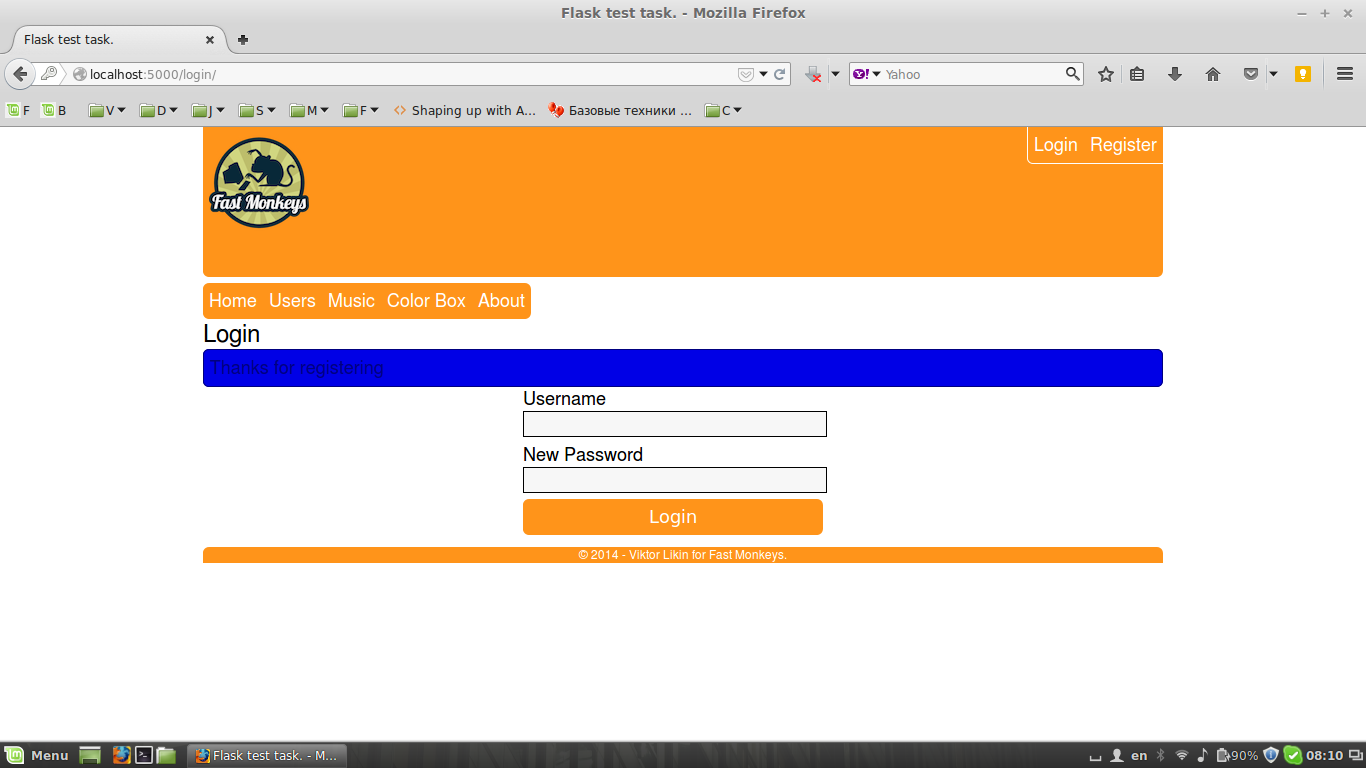 Flask test task. - Mozilla Firefox
Flask test task.
localhost:5000/login/
Yahoo
F B V D J S M F Shaping up with A... Базовые техники ... C
Login Register
Fast Monkeys
Home Users Music Color Box About
Login
Thanks for registering
Username
New Password
Login
© 2014 - Viktor Likin for Fast Monkeys.
Menu Flask test task. - M... en 90% 08:10